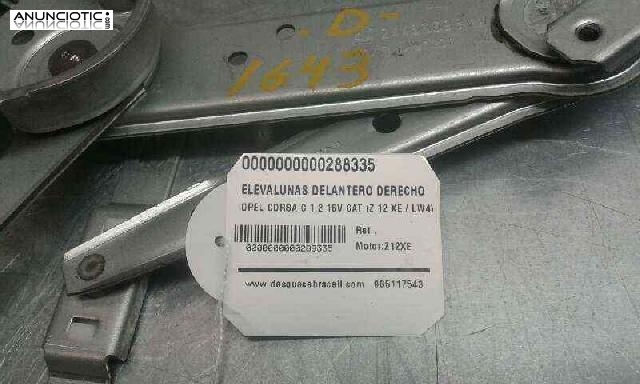 ANUNCIOTIC!
.D-
1643
0000000000288335
ELEVALUNAS DELANTERO DERECHO
OPEL CORSA C 1.2 16V CAT (Z 12 XE / LW4)
Ref.:
Motor:Z12XE
www.desguacebraceli.com